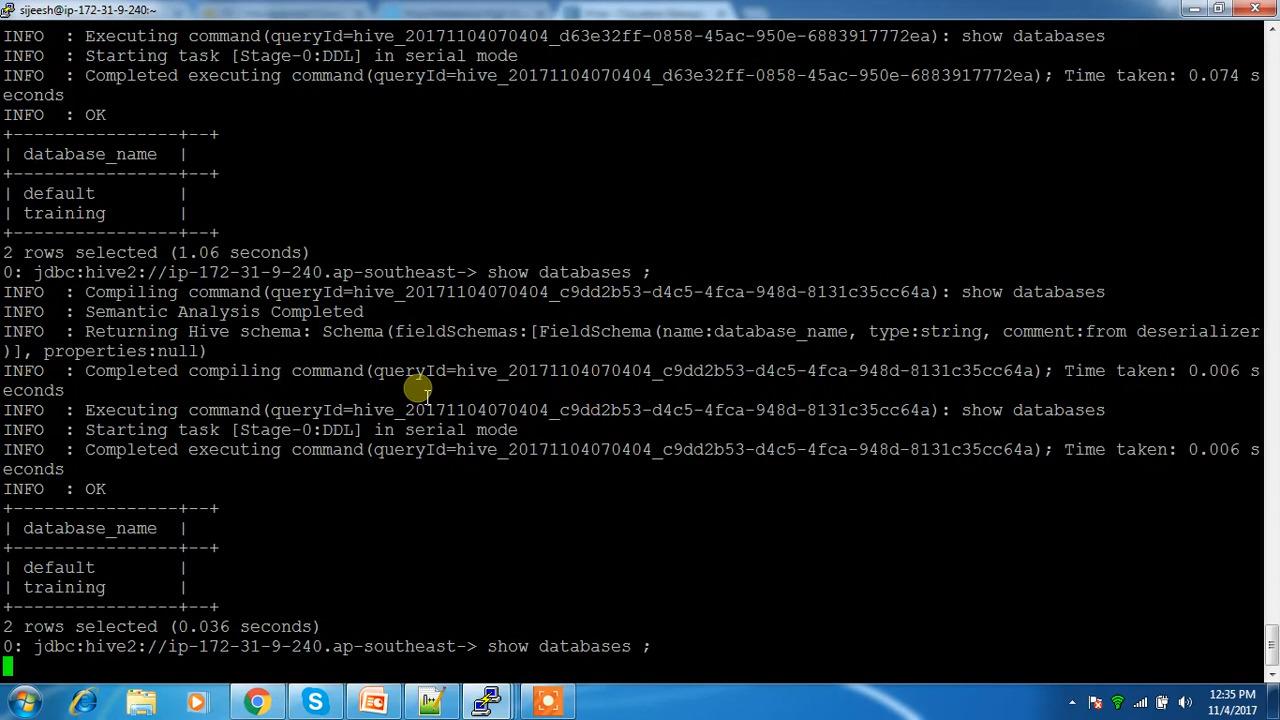 sijeesh@ip-172-31-9-240:~
INFO  : Executing command(queryId=hive_20171104070404_d63e32ff-0858-45ac-950e-6883917772ea): show databases
INFO  : Starting task [Stage-0:DDL] in serial mode
INFO  : Completed executing command(queryId=hive_20171104070404_d63e32ff-0858-45ac-950e-6883917772ea); Time taken: 0.074 s
econds
INFO  : OK
+----------------+--+
| database_name  |
+----------------+--+
| default        |
| training       |
+----------------+--+
2 rows selected (1.06 seconds)
0: jdbc:hive2://ip-172-31-9-240.ap-southeast-> show databases ;
INFO  : Compiling command(queryId=hive_20171104070404_c9dd2b53-d4c5-4fca-948d-8131c35cc64a): show databases
INFO  : Semantic Analysis Completed
INFO  : Returning Hive schema: Schema(fieldSchemas:[FieldSchema(name:database_name, type:string, comment:from deserializer
)], properties:null)
INFO  : Completed compiling command(queryId=hive_20171104070404_c9dd2b53-d4c5-4fca-948d-8131c35cc64a); Time taken: 0.006 s
econds
INFO  : Executing command(queryId=hive_20171104070404_c9dd2b53-d4c5-4fca-948d-8131c35cc64a): show databases
INFO  : Starting task [Stage-0:DDL] in serial mode
INFO  : Completed executing command(queryId=hive_20171104070404_c9dd2b53-d4c5-4fca-948d-8131c35cc64a); Time taken: 0.006 s
econds
INFO  : OK
+----------------+--+
| database_name  |
+----------------+--+
| default        |
| training       |
+----------------+--+
2 rows selected (0.036 seconds)
0: jdbc:hive2://ip-172-31-9-240.ap-southeast-> show databases ;
12:35 PM
11/4/2017